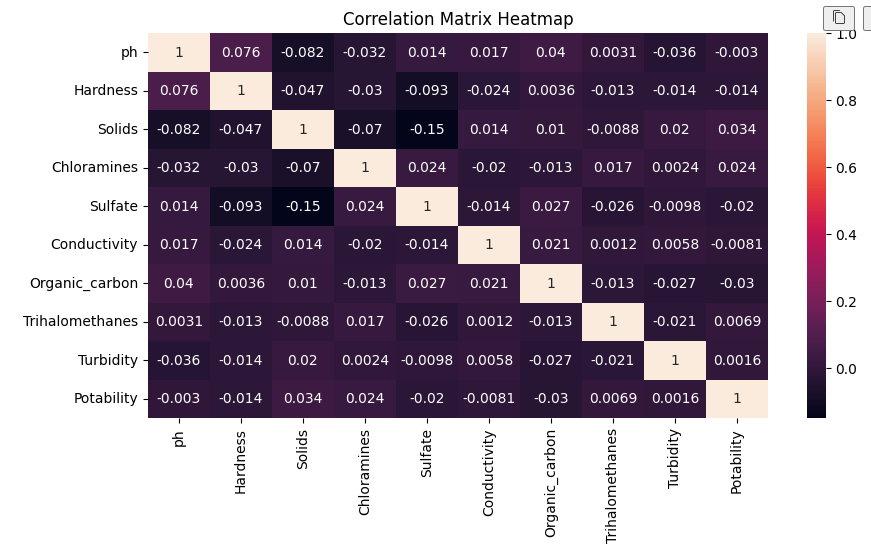 Correlation Matrix Heatmap
ph 1 0.076 -0.082 -0.032 0.014 0.017 0.04 0.0031 -0.036 -0.003
Hardness 0.076 1 -0.047 -0.03 -0.093 -0.024 0.0036 -0.013 -0.014 -0.014
Solids -0.082 -0.047 1 -0.07 -0.15 0.014 0.01 -0.0088 0.02 0.034
Chloramines -0.032 -0.03 -0.07 1 0.024 -0.02 -0.013 0.017 0.0024 0.024
Sulfate 0.014 -0.093 -0.15 0.024 1 -0.014 0.027 -0.026 -0.0098 -0.02
Conductivity 0.017 -0.024 0.014 -0.02 -0.014 1 0.021 0.0012 0.0058 -0.0081
Organic_carbon 0.04 0.0036 0.01 -0.013 0.027 0.021 1 -0.013 -0.027 -0.03
Trihalomethanes 0.0031 -0.013 -0.0088 0.017 -0.026 0.0012 -0.013 1 -0.021 0.0069
Turbidity -0.036 -0.014 0.02 0.0024 -0.0098 0.0058 -0.027 -0.021 1 0.0016
Potability -0.003 -0.014 0.034 0.024 -0.02 -0.0081 -0.03 0.0069 0.0016 1
ph
Hardness
Solids
Chloramines
Sulfate
Conductivity
Organic_carbon
Trihalomethanes
Turbidity
Potability
1.0
0.8
0.6
0.4
0.2
0.0